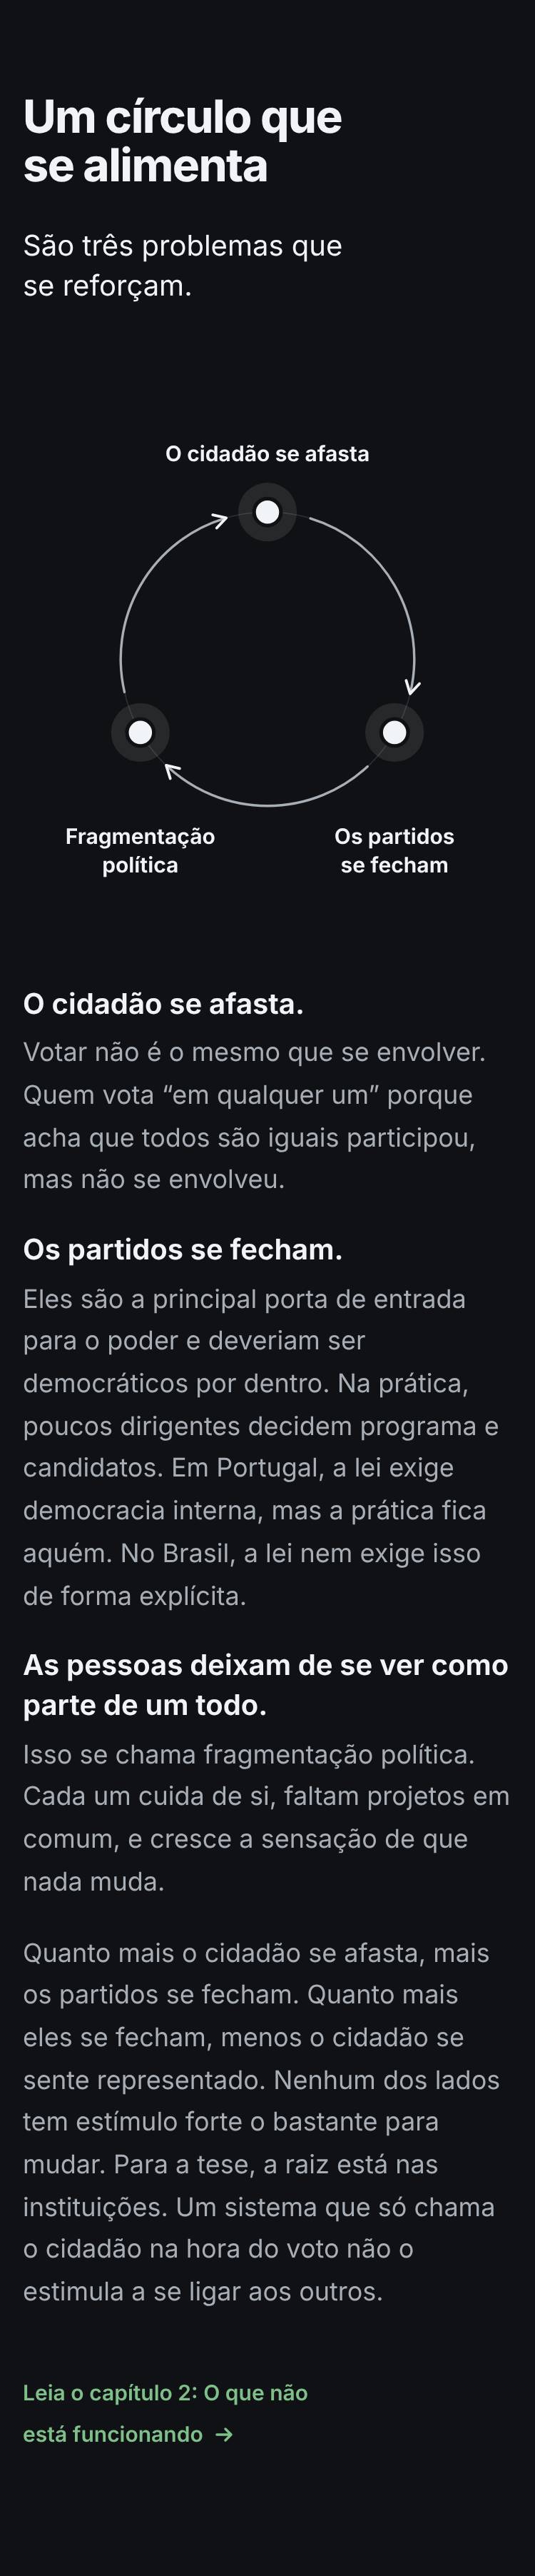 Um círculo que
se alimenta
São três problemas que
se reforçam.
O cidadão se afasta
Fragmentação
política
Os partidos
se fecham
O cidadão se afasta.
Votar não é o mesmo que se envolver.
Quem vota “em qualquer um” porque
acha que todos são iguais participou,
mas não se envolveu.
Os partidos se fecham.
Eles são a principal porta de entrada
para o poder e deveriam ser
democráticos por dentro. Na prática,
poucos dirigentes decidem programa e
candidatos. Em Portugal, a lei exige
democracia interna, mas a prática fica
aquém. No Brasil, a lei nem exige isso
de forma explícita.
As pessoas deixam de se ver como
parte de um todo.
Isso se chama fragmentação política.
Cada um cuida de si, faltam projetos em
comum, e cresce a sensação de que
nada muda.
Quanto mais o cidadão se afasta, mais
os partidos se fecham. Quanto mais
eles se fecham, menos o cidadão se
sente representado. Nenhum dos lados
tem estímulo forte o bastante para
mudar. Para a tese, a raiz está nas
instituições. Um sistema que só chama
o cidadão na hora do voto não o
estimula a se ligar aos outros.
Leia o capítulo 2: O que não
está funcionando →